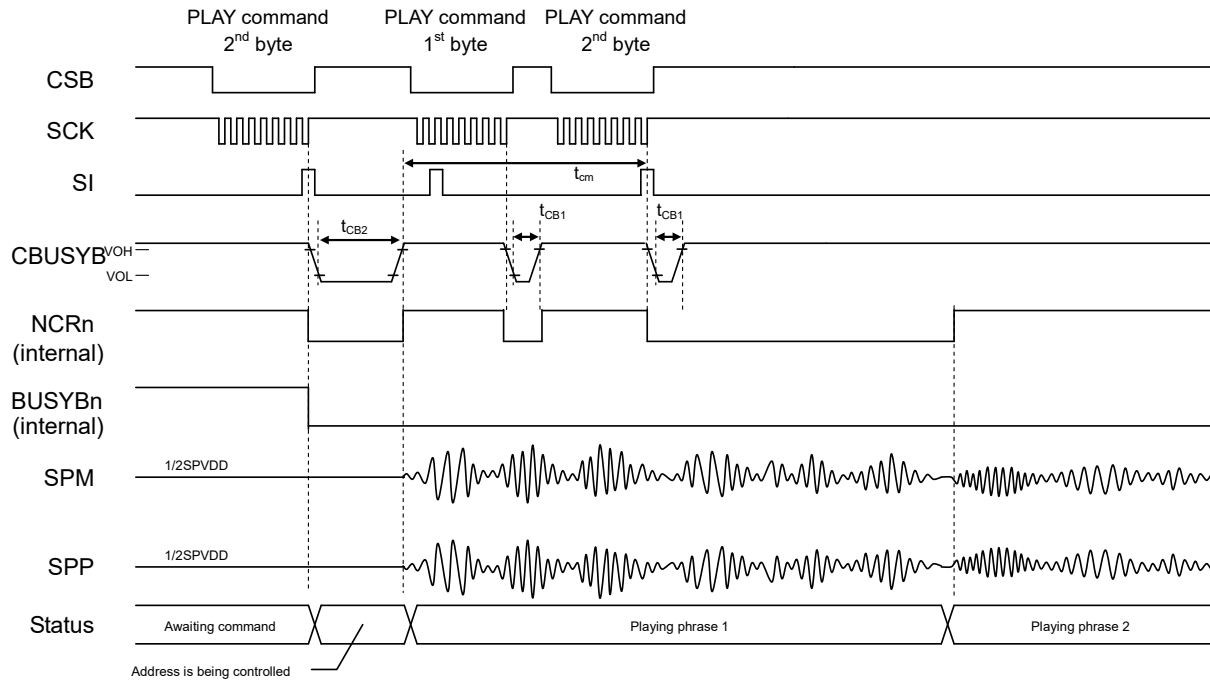 PLAY command PLAY command PLAY command
2nd byte 1st byte 2nd byte
CSB
SCK
SI
tcm
tCB2 tCB1 tCB1
CBUSYB VOH
VOL
NCRn
(internal)
BUSYBn
(internal)
SPM 1/2SPVDD
SPP 1/2SPVDD
Status Awaiting command Playing phrase 1 Playing phrase 2
Address is being controlled